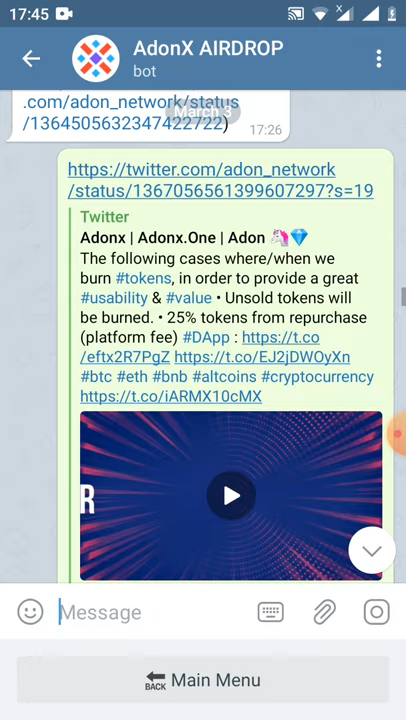 17:45
AdonX AIRDROP
bot
.com/adon_network/status
/1364505632347422722)
March 3
17:26
https://twitter.com/adon_network
/status/1367056561399607297?s=19
Twitter
Adonx | Adonx.One | Adon 🦄💎
The following cases where/when we
burn #tokens, in order to provide a great
#usability & #value • Unsold tokens will
be burned. • 25% tokens from repurchase
(platform fee) #DApp : https://t.co
/eftx2R7PgZ https://t.co/EJ2jDWOyXn
#btc #eth #bnb #altcoins #cryptocurrency
https://t.co/iARMX10cMX
R
Message
BACK Main Menu